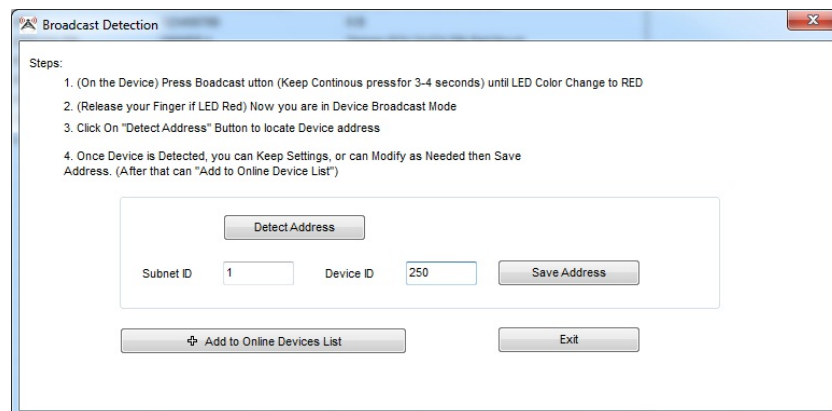 Broadcast Detection
Steps:
1. (On the Device) Press Boadcast utton (Keep Continous pressfor 3-4 seconds) until LED Color Change to RED
2. (Release your Finger if LED Red) Now you are in Device Broadcast Mode
3. Click On "Detect Address" Button to locate Device address
4. Once Device is Detected, you can Keep Settings, or can Modify as Needed then Save
Address. (After that can "Add to Online Device List")
Detect Address
Subnet ID 1 Device ID 250 Save Address
Add to Online Devices List Exit